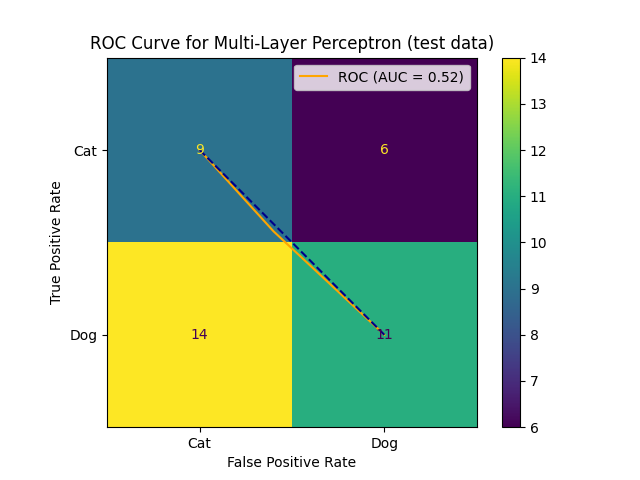 ROC Curve for Multi-Layer Perceptron (test data)
ROC (AUC = 0.52)
True Positive Rate
Cat
Dog
9
6
14
11
Cat
Dog
False Positive Rate
14
13
12
11
10
9
8
7
6